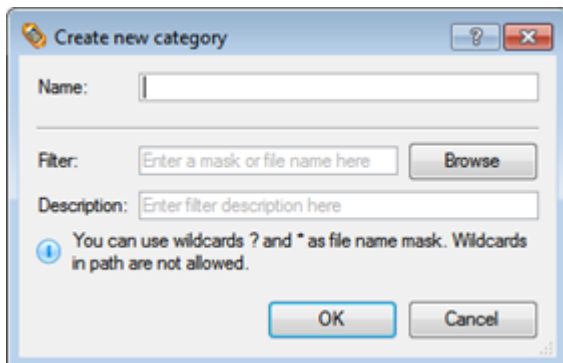 Create new category
Name:
Filter: Enter a mask or file name here Browse
Description: Enter filter description here
You can use wildcards ? and * as file name mask. Wildcards
in path are not allowed.
OK Cancel